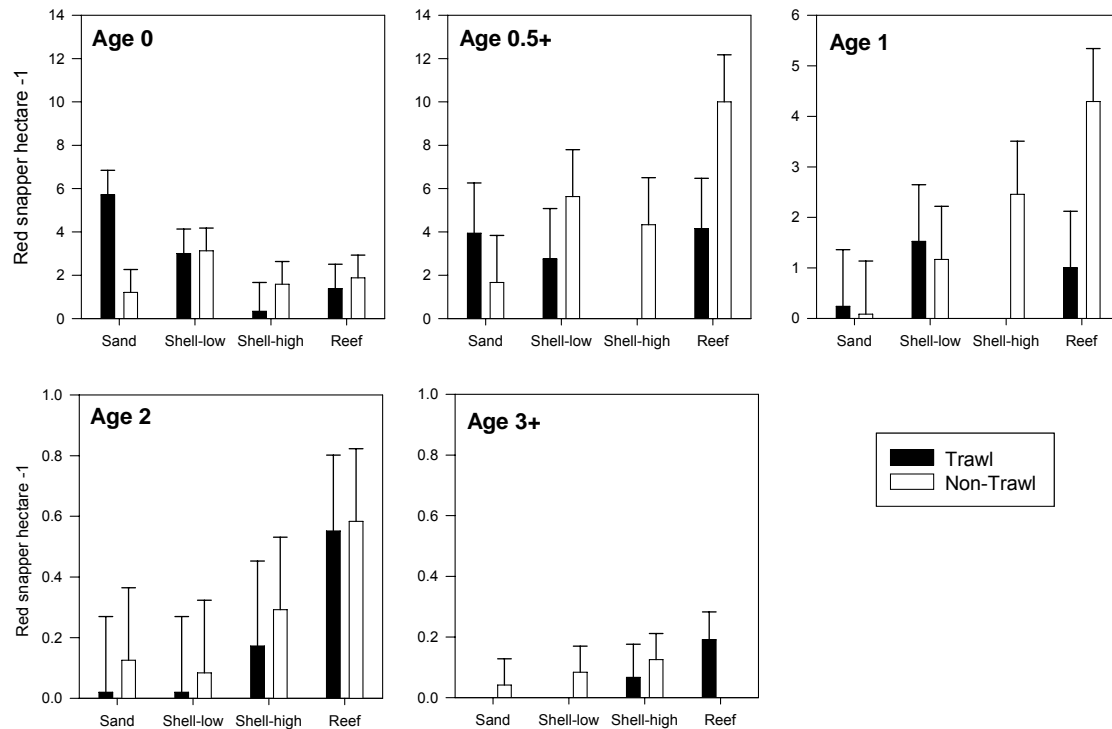 Age 0
Red snapper hectare -1
14
12
10
8
6
4
2
0
Sand Shell-low Shell-high Reef
Age 0.5+
14
12
10
8
6
4
2
0
Sand Shell-low Shell-high Reef
Age 1
6
5
4
3
2
1
0
Sand Shell-low Shell-high Reef
Age 2
Red snapper hectare -1
1.0
0.8
0.6
0.4
0.2
0.0
Sand Shell-low Shell-high Reef
Age 3+
1.0
0.8
0.6
0.4
0.2
0.0
Sand Shell-low Shell-high Reef
Trawl
Non-Trawl